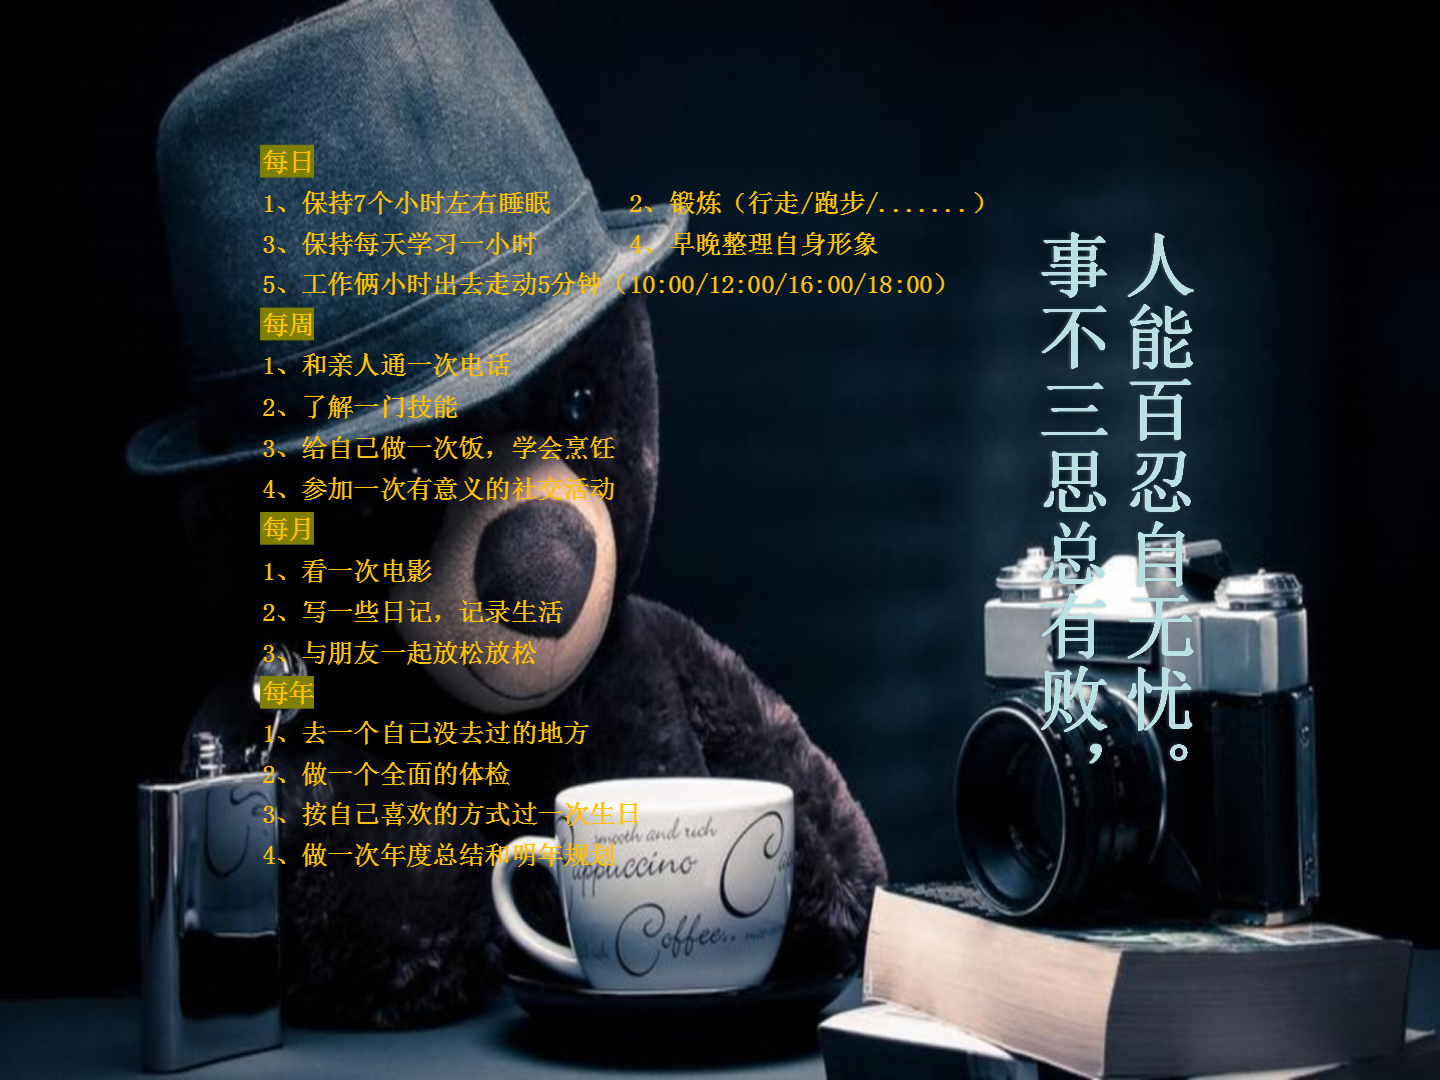 每日
1、保持7个小时左右睡眠 2、锻炼（行走/跑步/.......）
3、保持每天学习一小时 4、早晚整理自身形象
5、工作俩小时出去走动5分钟（10:00/12:00/16:00/18:00）
每周
1、和亲人通一次电话
2、了解一门技能
3、给自己做一次饭，学会烹饪
4、参加一次有意义的社交活动
每月
1、看一次电影
2、写一些日记，记录生活
3、与朋友一起放松放松
每年
1、去一个自己没去过的地方
2、做一个全面的体检
3、按自己喜欢的方式过一次生日
4、做一次年度总结和明年规划
事不三思总有败，
人能百忍自无忧。
smooth and rich
Cappuccino
Coffee..